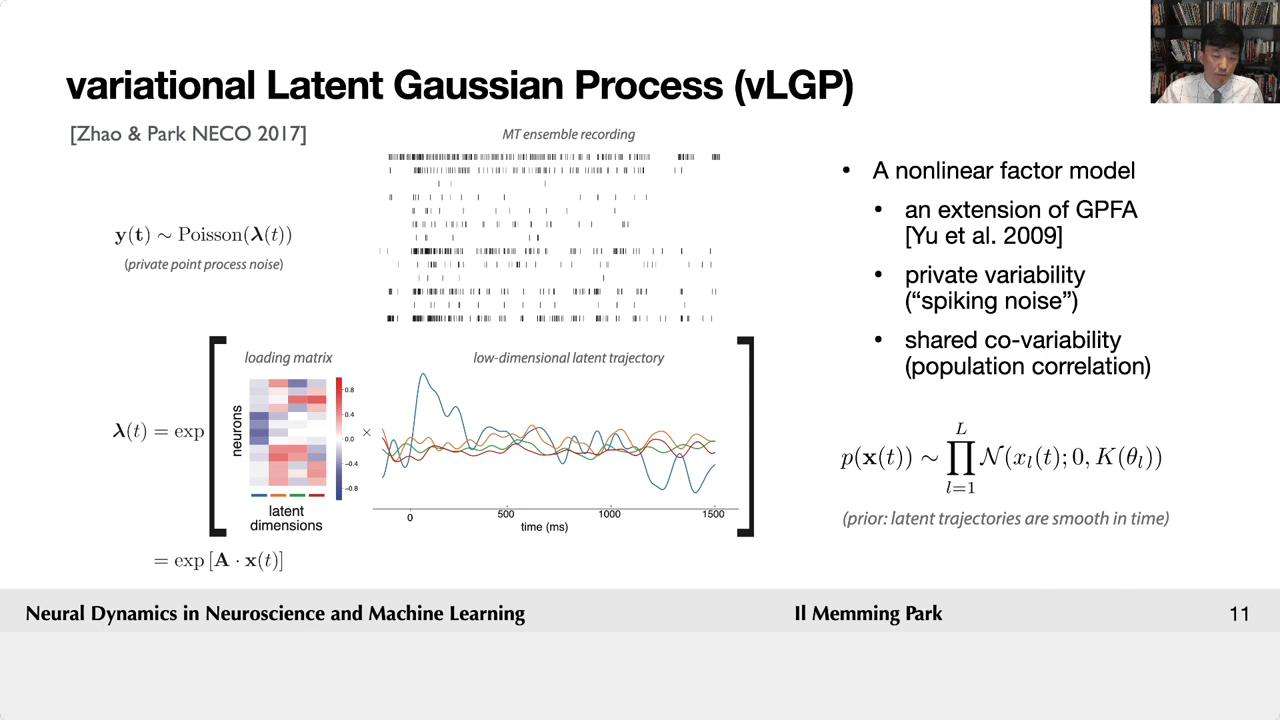 variational Latent Gaussian Process (vLGP)
[Zhao & Park NECO 2017]
MT ensemble recording
y(t) ∼ Poisson(λ(t))
(private point process noise)
loading matrix
low-dimensional latent trajectory
neurons
0.8
0.4
0.0
−0.4
−0.8
latent
dimensions
×
0
500
1000
1500
time (ms)
λ(t) = exp
= exp [A · x(t)]
• A nonlinear factor model
• an extension of GPFA
[Yu et al. 2009]
• private variability
(“spiking noise”)
• shared co-variability
(population correlation)
p(x(t)) ∼ ∏_{l=1}^{L} 𝒩(x_l(t); 0, K(θ_l))
(prior: latent trajectories are smooth in time)
Neural Dynamics in Neuroscience and Machine Learning
Il Memming Park
11